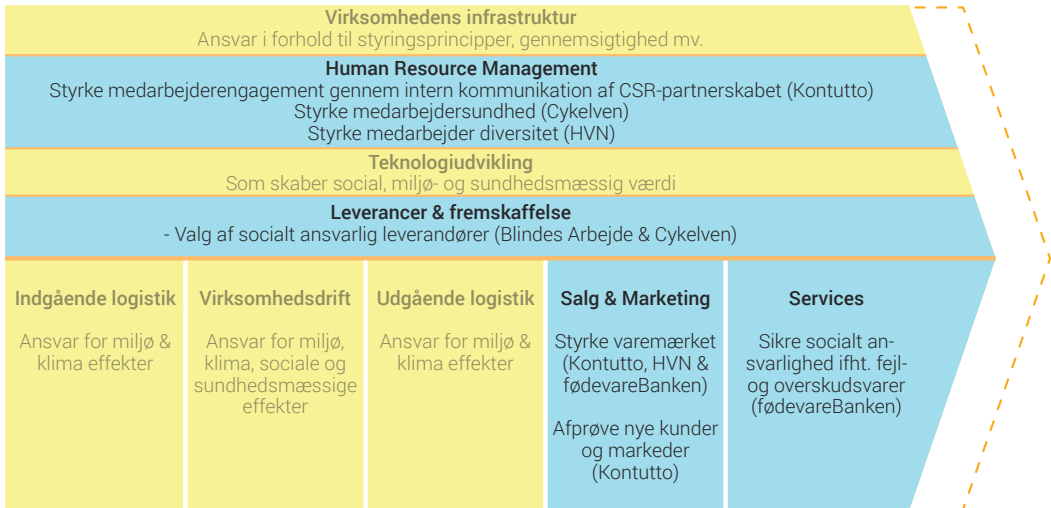 Virksomhedens infrastruktur
Ansvar i forhold til styringsprincipper, gennemsigtighed mv.
Human Resource Management
Styrke medarbejderengagement gennem intern kommunikation af CSR-partnerskabet (Kontutto)
Styrke medarbejdersundhed (Cykelven)
Styrke medarbejder diversitet (HVN)
Teknologiudvikling
Som skaber social, miljø- og sundhedsmæssig værdi
Leverancer & fremskaffelse
- Valg af socialt ansvarlig leverandører (Blindes Arbejde & Cykelven)
Indgående logistik
Ansvar for miljø &
klima effekter
Virksomhedsdrift
Ansvar for miljø,
klima, sociale og
sundhedsmæssige
effekter
Udgående logistik
Ansvar for miljø &
klima effekter
Salg & Marketing
Styrke varemærket
(Kontutto, HVN &
fødevareBanken)
Afprøve nye kunder
og markeder
(Kontutto)
Services
Sikre socialt an-
svarlighed ifht. fejl-
og overskudsvarer
(fødevareBanken)